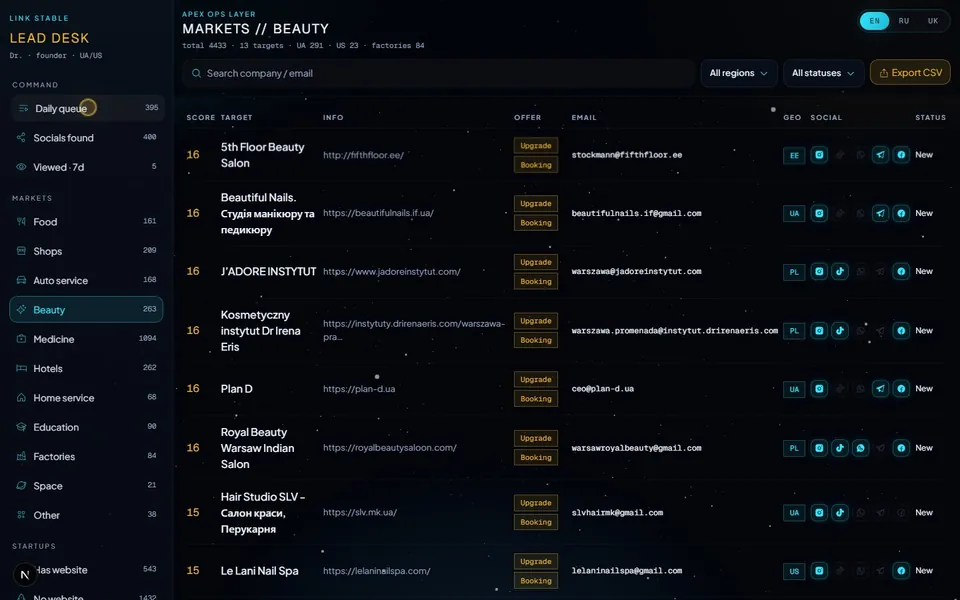 LINK STABLE
LEAD DESK
Dr. · founder · UA/US
COMMAND
Daily queue 395
Socials found 400
Viewed · 7d 5
MARKETS
Food 161
Shops 209
Auto service 168
Beauty 263
Medicine 1094
Hotels 262
Home service 68
Education 90
Factories 84
Space 21
Other 38
STARTUPS
Has website 543
No website 1432
N
APEX OPS LAYER
MARKETS // BEAUTY
total 4433 · 13 targets · UA 291 · US 23 · factories 84
EN RU UK
Search company / email
All regions
All statuses
Export CSV
SCORE TARGET INFO OFFER EMAIL GEO SOCIAL STATUS
16 5th Floor Beauty Salon http://fifthfloor.ee/ Upgrade Booking stockmann@fifthfloor.ee EE New
16 Beautiful Nails. Студія манікюру та педикюру https://beautifulnails.if.ua/ Upgrade Booking beautifulnails.if@gmail.com UA New
16 J'ADORE INSTYTUT https://www.jadoreinstytut.com/ Upgrade Booking warszawa@jadoreinstytut.com PL New
16 Kosmetyczny instytut Dr Irena Eris https://instytuty.drirenaeris.com/warszawa-pra... Upgrade Booking warszawa.promenada@instytut.drirenaeris.com PL New
16 Plan D https://plan-d.ua Upgrade Booking ceo@plan-d.ua UA New
16 Royal Beauty Warsaw Indian Salon https://royalbeautysaloon.com/ Upgrade Booking warsawroyalbeauty@gmail.com PL New
15 Hair Studio SLV – Салон краси, Перукарня https://slv.mk.ua/ Upgrade Booking slvhairmk@gmail.com UA New
15 Le Lani Nail Spa https://lelaninailspa.com/ Upgrade Booking lelaninailspa@gmail.com US New